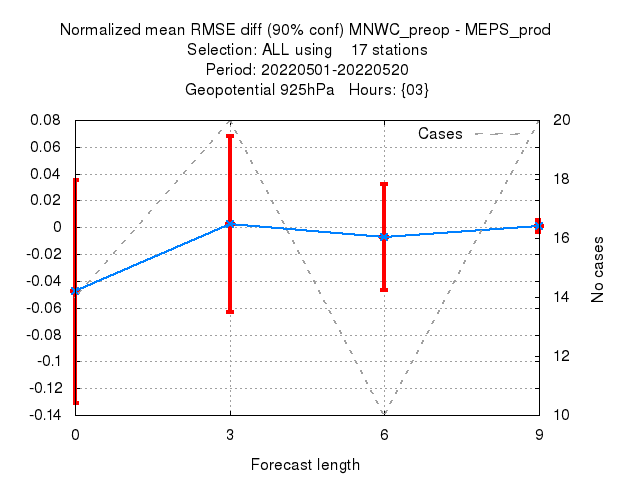 Normalized mean RMSE diff (90% conf) MNWC_preop - MEPS_prod
Selection: ALL using    17 stations
Period: 20220501-20220520
Geopotential 925hPa   Hours: {03}
Cases
0.08
0.06
0.04
0.02
0
-0.02
-0.04
-0.06
-0.08
-0.1
-0.12
-0.14
20
18
16
14
12
10
No cases
0 3 6 9
Forecast length